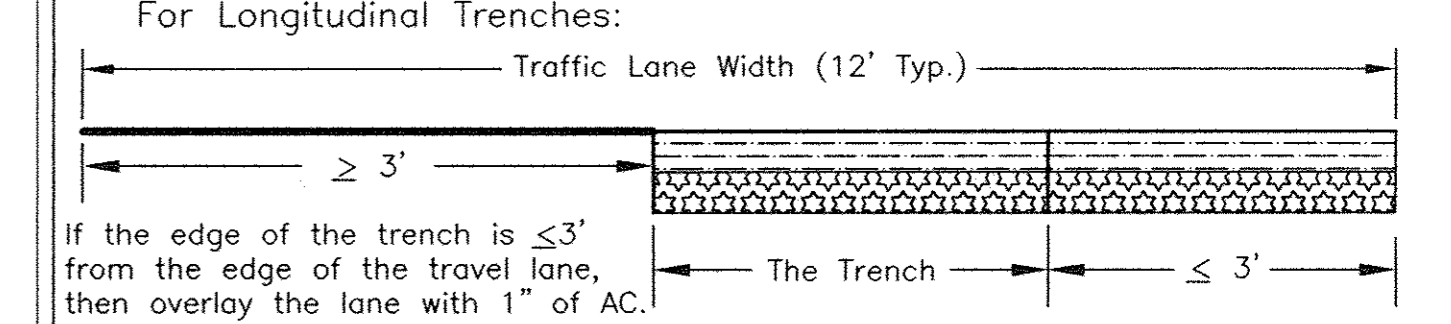 For Longitudinal Trenches:
Traffic Lane Width (12' Typ.)
≥ 3'
If the edge of the trench is ≤3'
from the edge of the travel lane,
then overlay the lane with 1" of AC.
The Trench
≤ 3'